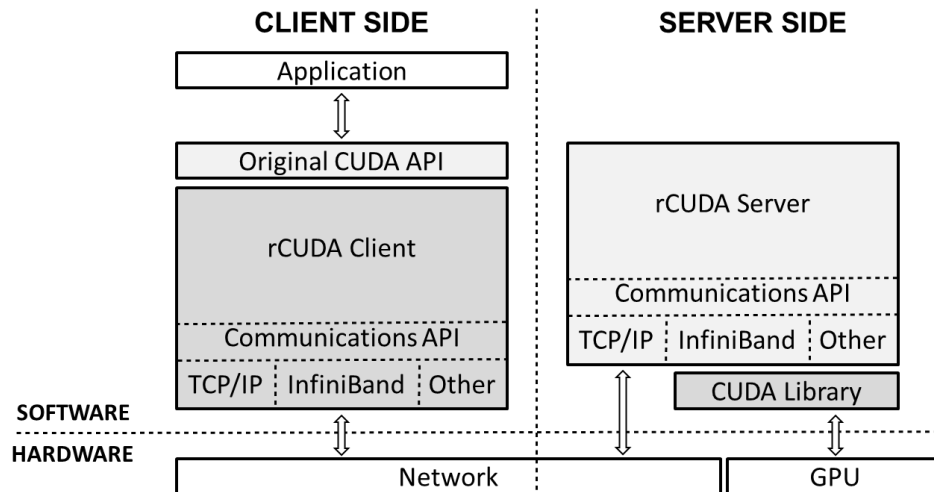 CLIENT SIDE
SERVER SIDE
Application
Original CUDA API
rCUDA Client
Communications API
TCP/IP InfiniBand Other
rCUDA Server
Communications API
TCP/IP InfiniBand Other
CUDA Library
SOFTWARE
HARDWARE
Network
GPU